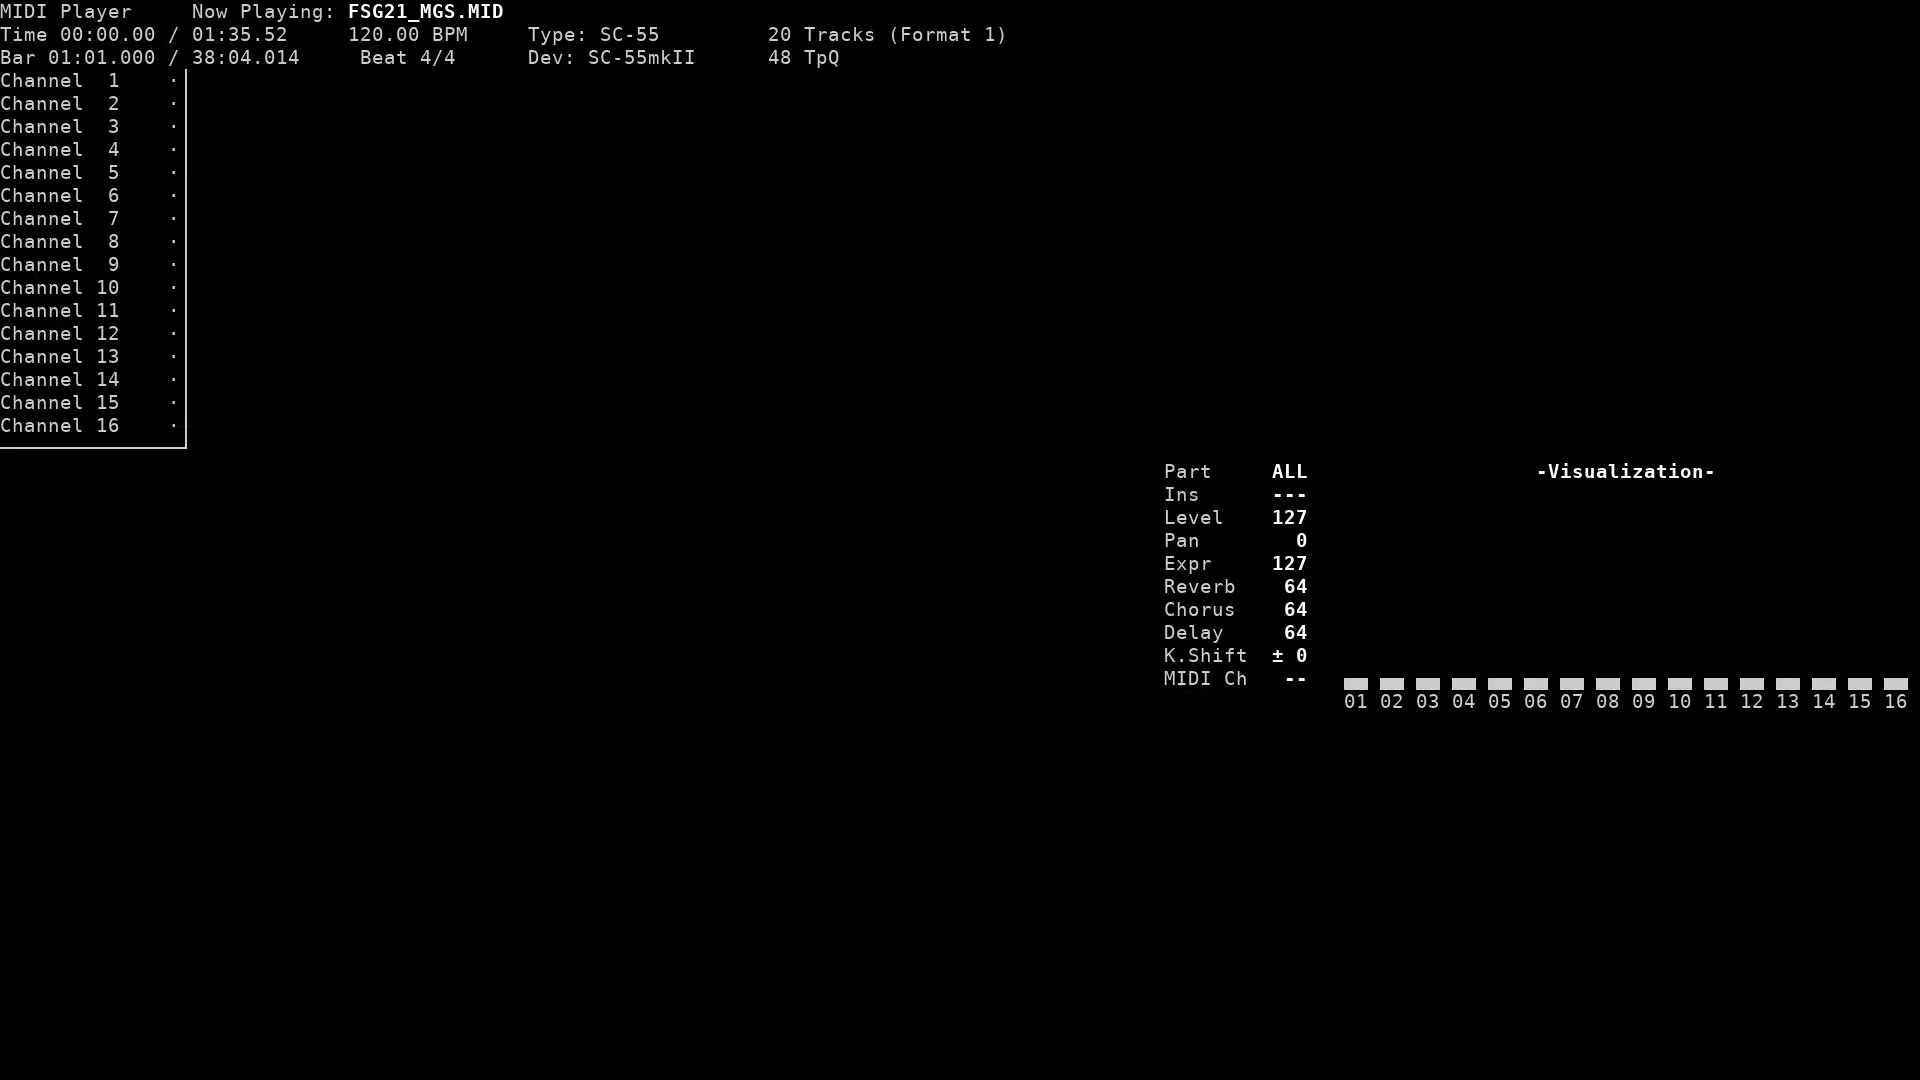 MIDI Player Now Playing: FSG21_MGS.MID
Time 00:00.00 / 01:35.52 120.00 BPM Type: SC-55 20 Tracks (Format 1)
Bar 01:01.000 / 38:04.014 Beat 4/4 Dev: SC-55mkII 48 TpQ
Channel 1 ·
Channel 2 ·
Channel 3 ·
Channel 4 ·
Channel 5 ·
Channel 6 ·
Channel 7 ·
Channel 8 ·
Channel 9 ·
Channel 10 ·
Channel 11 ·
Channel 12 ·
Channel 13 ·
Channel 14 ·
Channel 15 ·
Channel 16 ·
Part ALL -Visualization-
Ins ---
Level 127
Pan 0
Expr 127
Reverb 64
Chorus 64
Delay 64
K.Shift ± 0
MIDI Ch --
01 02 03 04 05 06 07 08 09 10 11 12 13 14 15 16